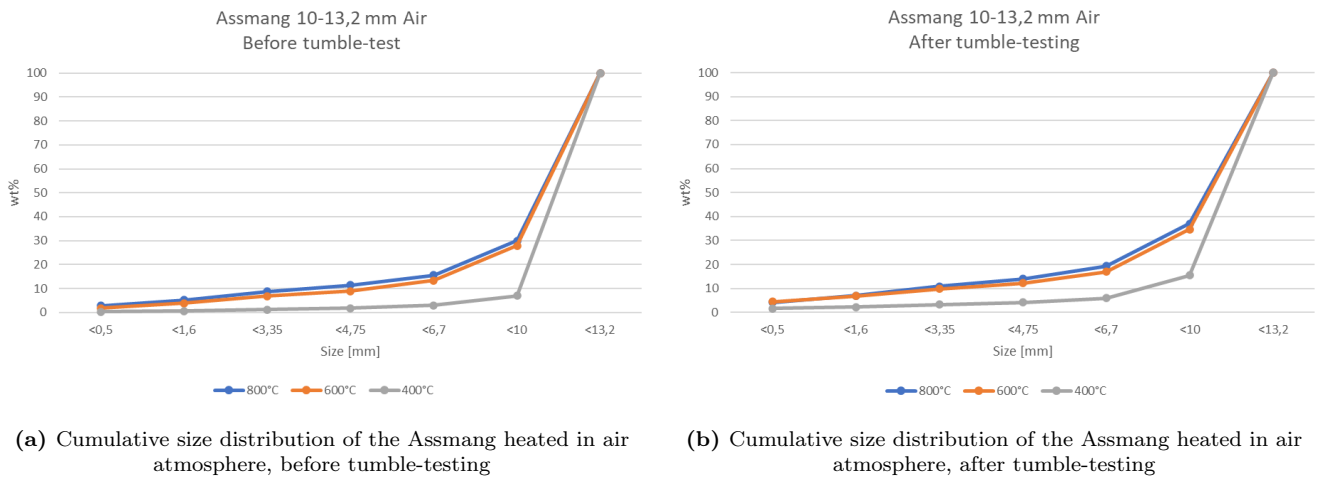 Assmang 10-13,2 mm Air
Before tumble-test
100
90
80
70
60
50
40
30
20
10
0
wt%
<0,5
<1,6
<3,35
<4,75
<6,7
<10
<13,2
Size [mm]
800°C
600°C
400°C
(a) Cumulative size distribution of the Assmang heated in air
atmosphere, before tumble-testing
Assmang 10-13,2 mm Air
After tumble-testing
100
90
80
70
60
50
40
30
20
10
0
wt%
<0,5
<1,6
<3,35
<4,75
<6,7
<10
<13,2
Size [mm]
800°C
600°C
400°C
(b) Cumulative size distribution of the Assmang heated in air
atmosphere, after tumble-testing